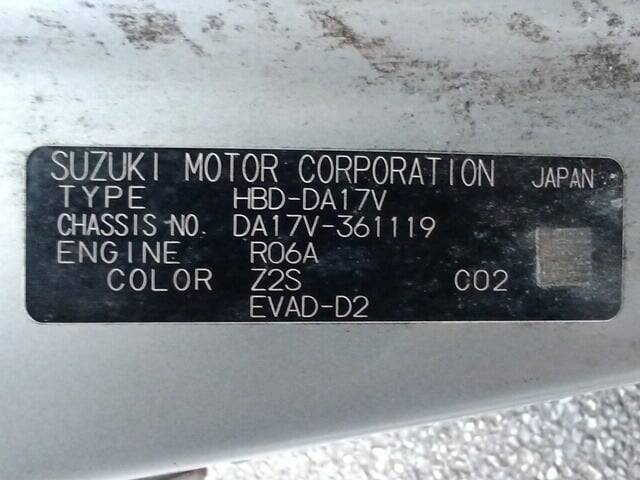 SUZUKI MOTOR CORPORATION JAPAN
TYPE HBD-DA17V
CHASSIS NO. DA17V-361119
ENGINE R06A
COLOR Z2S C02
EVAD-D2